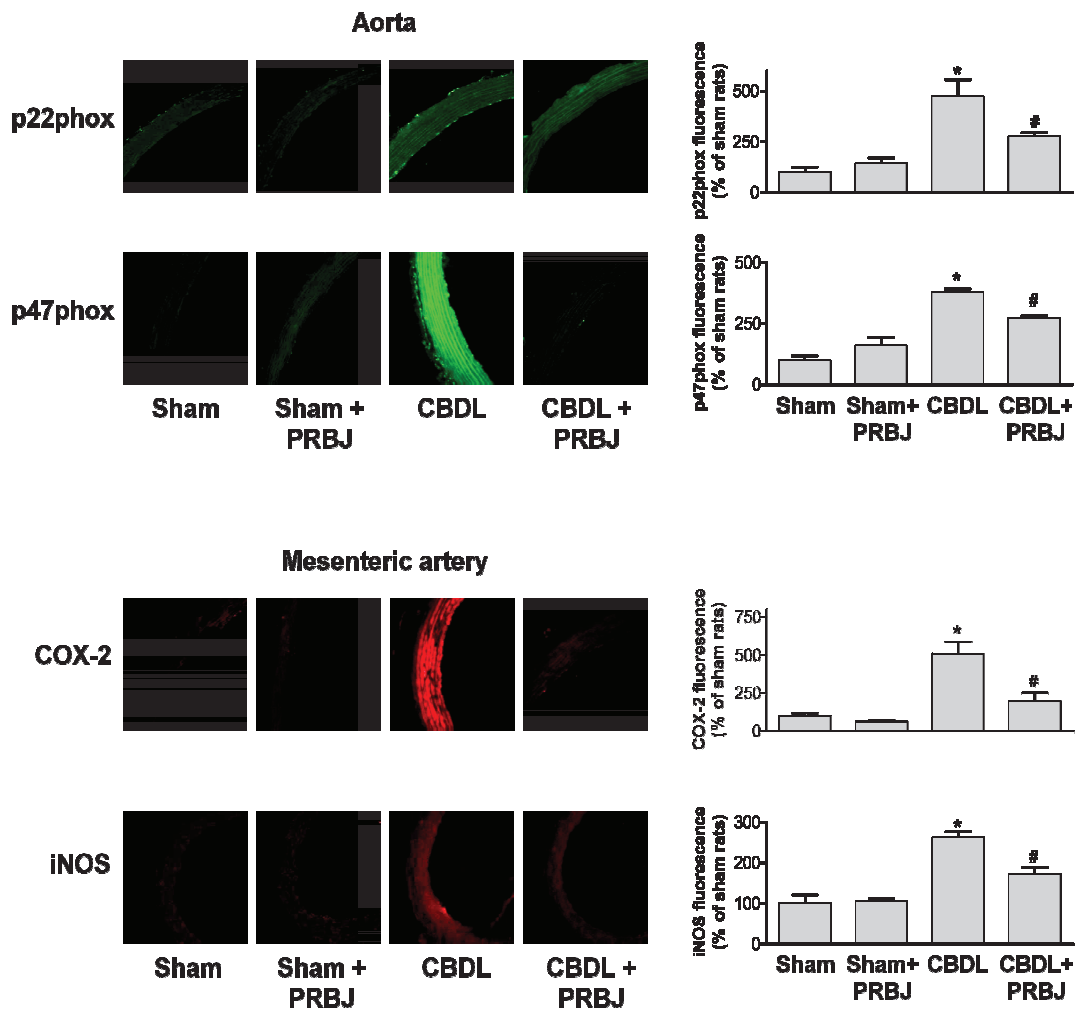 Aorta
p22phox
p22phox fluorescence
(% of sham rats)
500
250
0
*
#
p47phox
p47phox fluorescence
(% of sham rats)
500
250
0
*
#
Sham
Sham +
PRBJ
CBDL
CBDL +
PRBJ
Sham
Sham+
PRBJ
CBDL
CBDL+
PRBJ
Mesenteric artery
COX-2
COX-2 fluorescence
(% of sham rats)
750
500
250
0
*
#
iNOS
iNOS fluorescence
(% of sham rats)
300
200
100
0
*
#
Sham
Sham +
PRBJ
CBDL
CBDL +
PRBJ
Sham
Sham+
PRBJ
CBDL
CBDL+
PRBJ